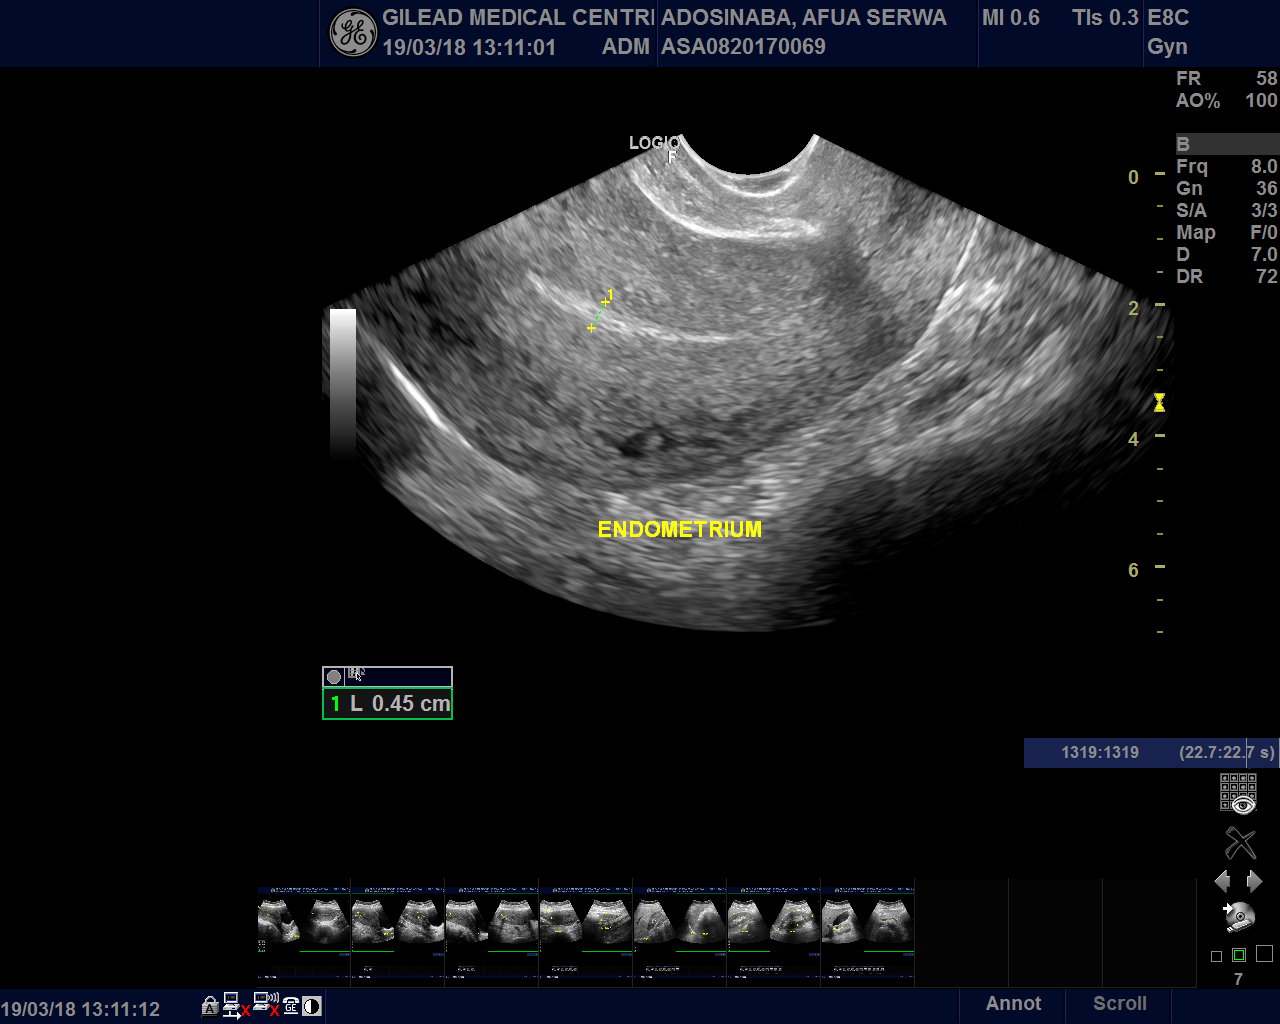 GILEAD MEDICAL CENTR
ADOSINABA, AFUA SERWA
MI 0.6 TIs 0.3
E8C
19/03/18 13:11:01 ADM
ASA0820170069
Gyn
FR 58
AO% 100
B
Frq 8.0
Gn 36
S/A 3/3
Map F/0
D 7.0
DR 72
LOGIQ
F
0
2
4
6
1
ENDOMETRIUM
1 L 0.45 cm
1319:1319 (22.7:22.7 s)
7
19/03/18 13:11:12
A
GE
Annot
Scroll